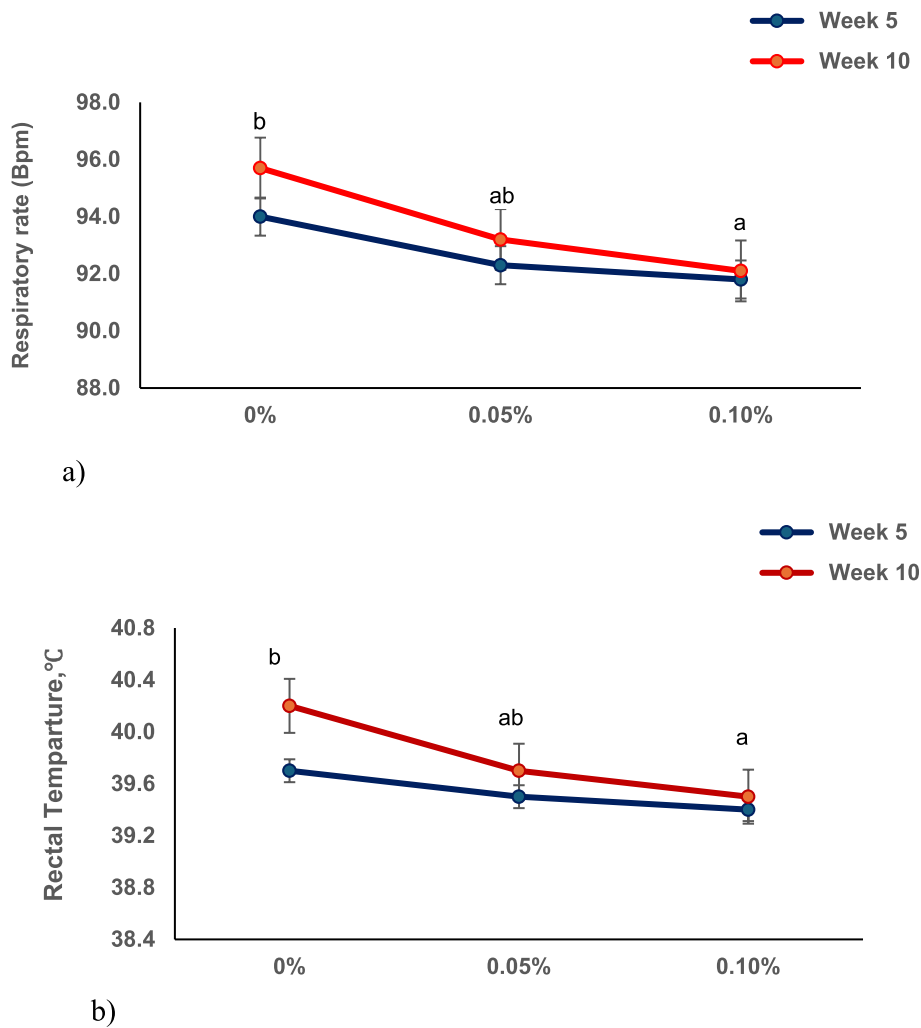 Week 5
Week 10
98.0
b
96.0
ab
94.0
a
92.0
90.0
88.0
Respiratory rate (Bpm)
0% 0.05% 0.10%
a)
Week 5
Week 10
40.8
b
40.4
ab
40.0
a
39.6
39.2
38.8
38.4
Rectal Temparture,℃
0% 0.05% 0.10%
b)